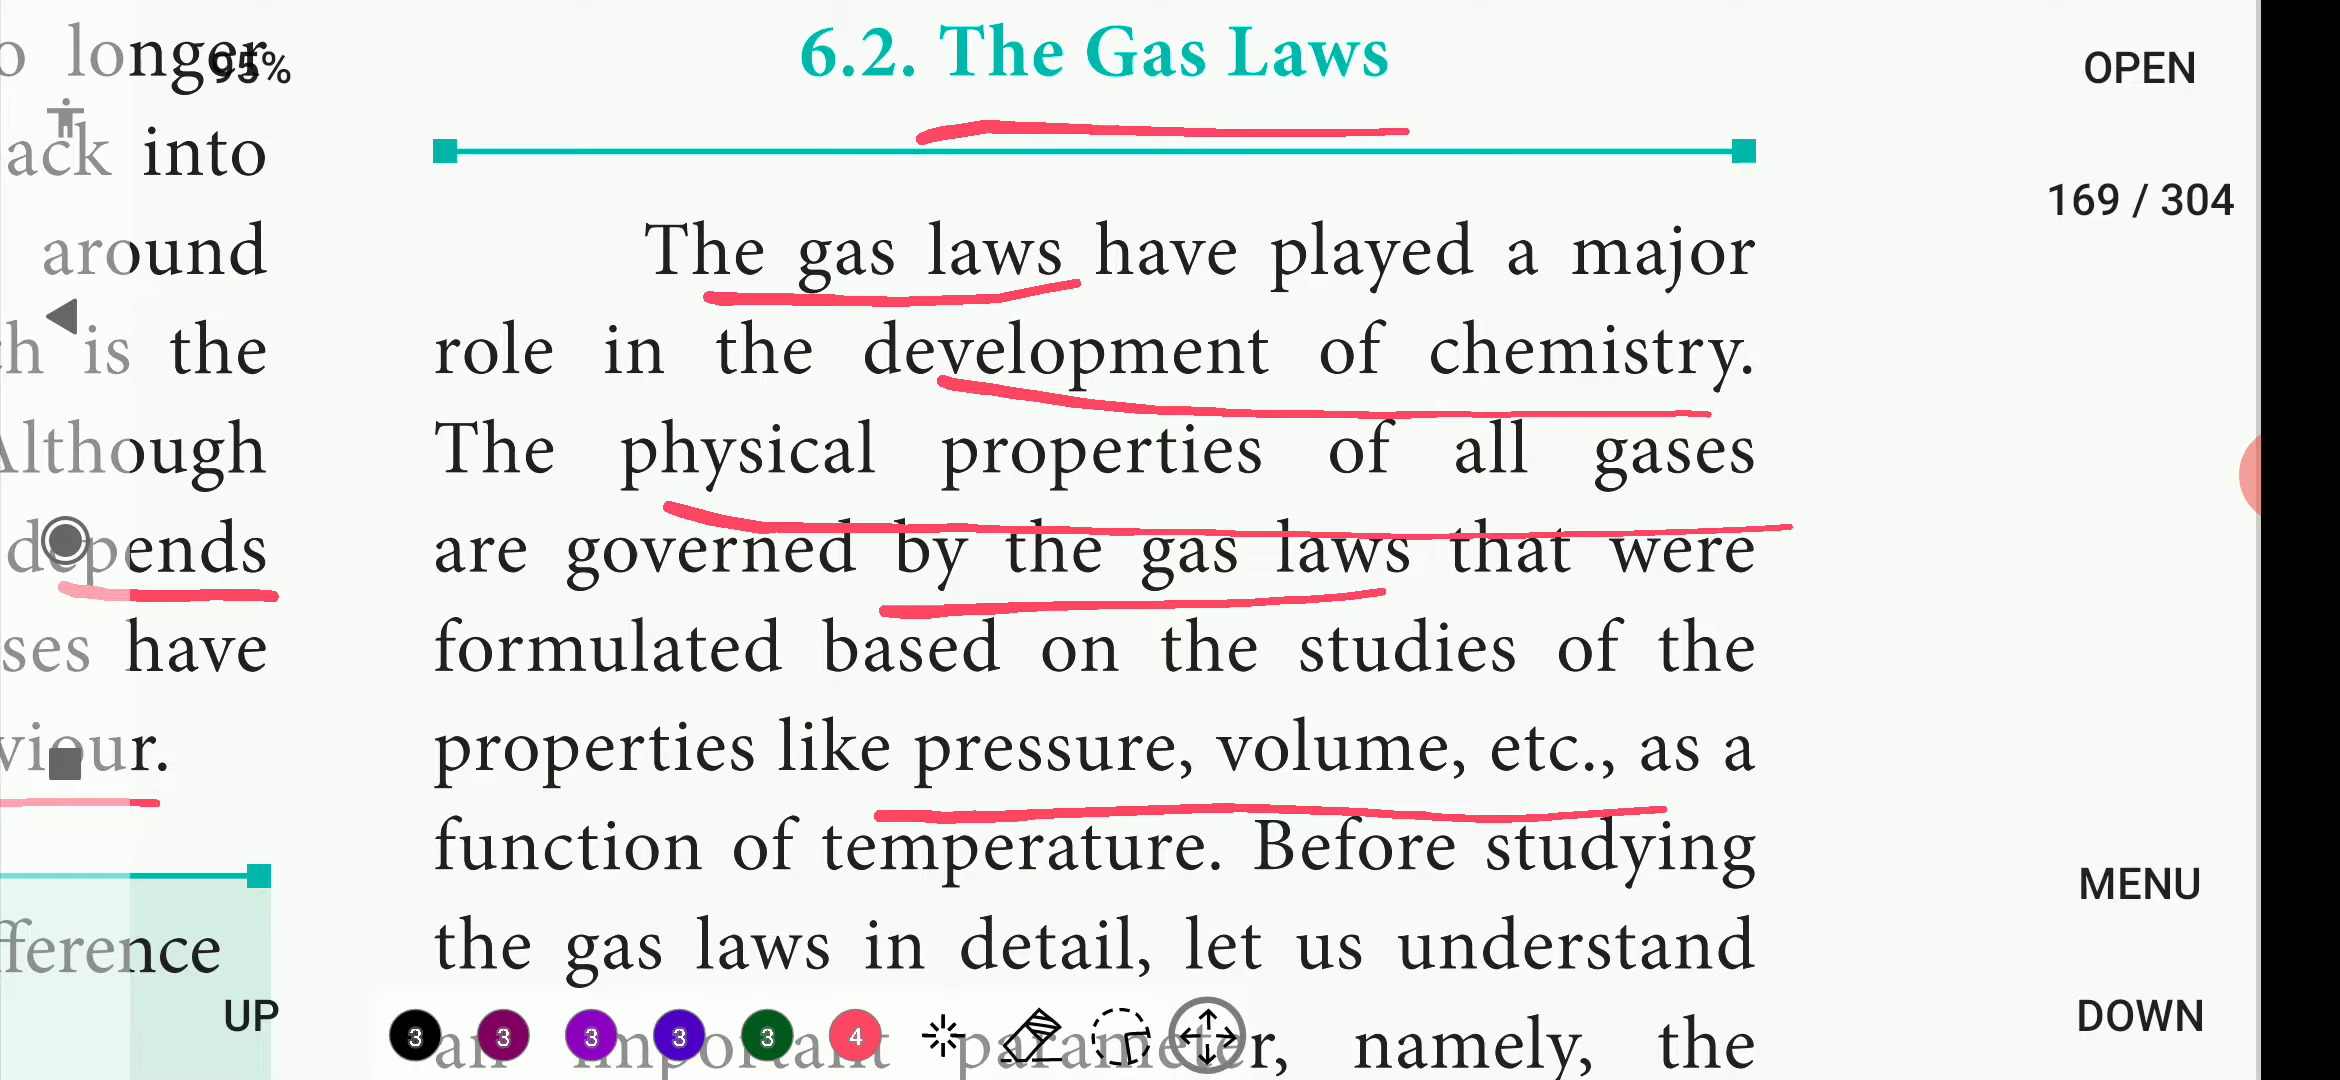 o longer
ack into
around
h is the
Although
depends
ses have
viour.
fference
95%
UP
6.2. The Gas Laws
The gas laws have played a major
role in the development of chemistry.
The physical properties of all gases
are governed by the gas laws that were
formulated based on the studies of the
properties like pressure, volume, etc., as a
function of temperature. Before studying
the gas laws in detail, let us understand
an important parameter, namely, the
3 3 3 3 3 4
OPEN
169 / 304
MENU
DOWN